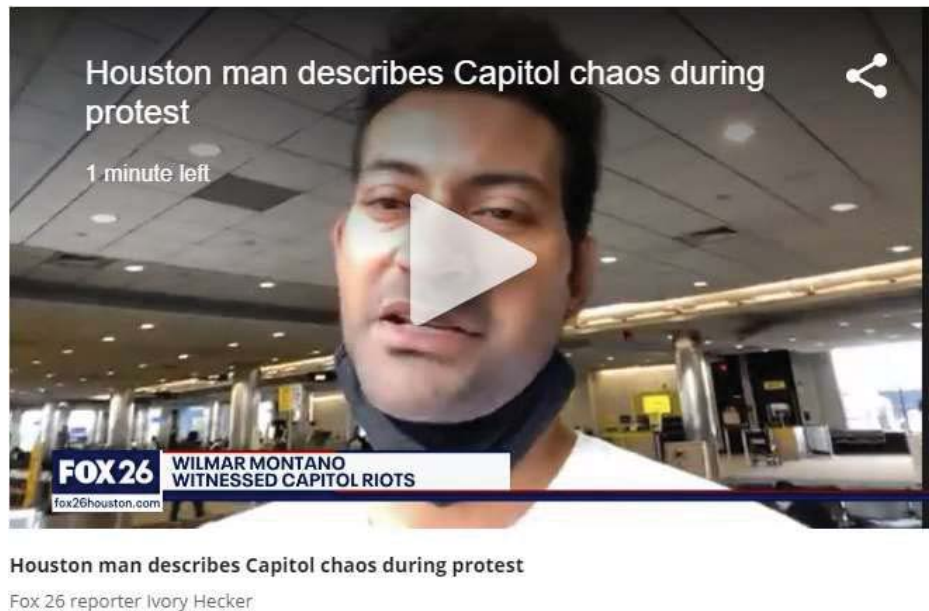 Houston man describes Capitol chaos during
protest
1 minute left
FOX 26
fox26houston.com
WILMAR MONTANO
WITNESSED CAPITOL RIOTS
Houston man describes Capitol chaos during protest
Fox 26 reporter Ivory Hecker